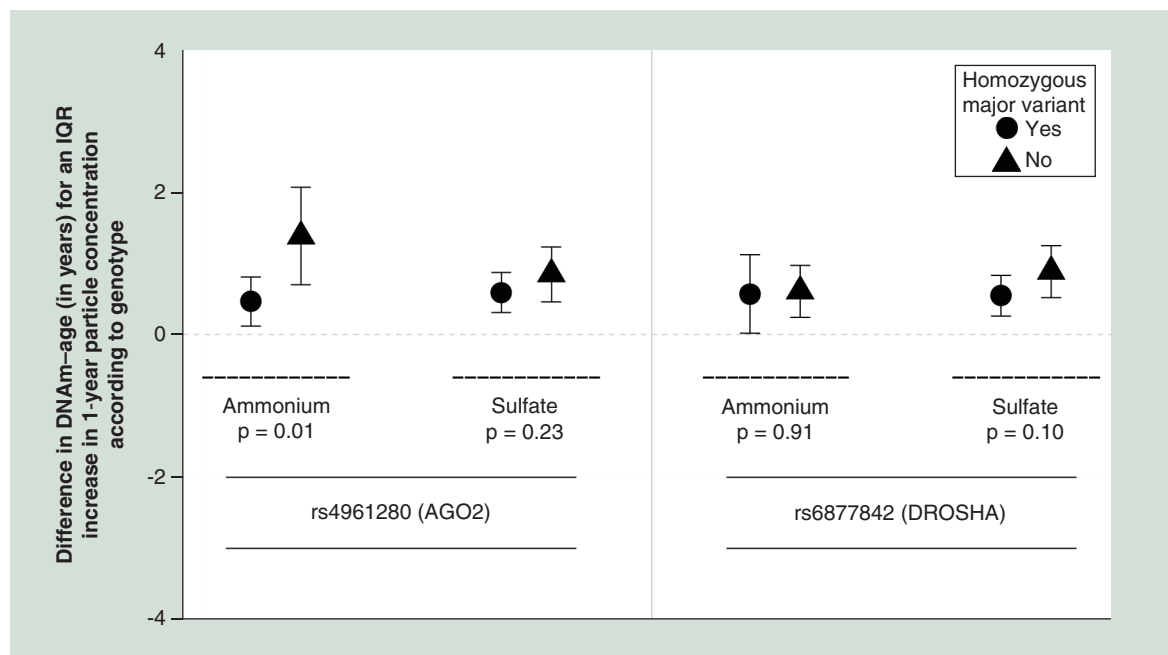 Difference in DNAm–age (in years) for an IQR
increase in 1-year particle concentration
according to genotype
4
2
0
-2
-4
Homozygous
major variant
Yes
No
Ammonium
p = 0.01
Sulfate
p = 0.23
Ammonium
p = 0.91
Sulfate
p = 0.10
rs4961280 (AGO2)
rs6877842 (DROSHA)